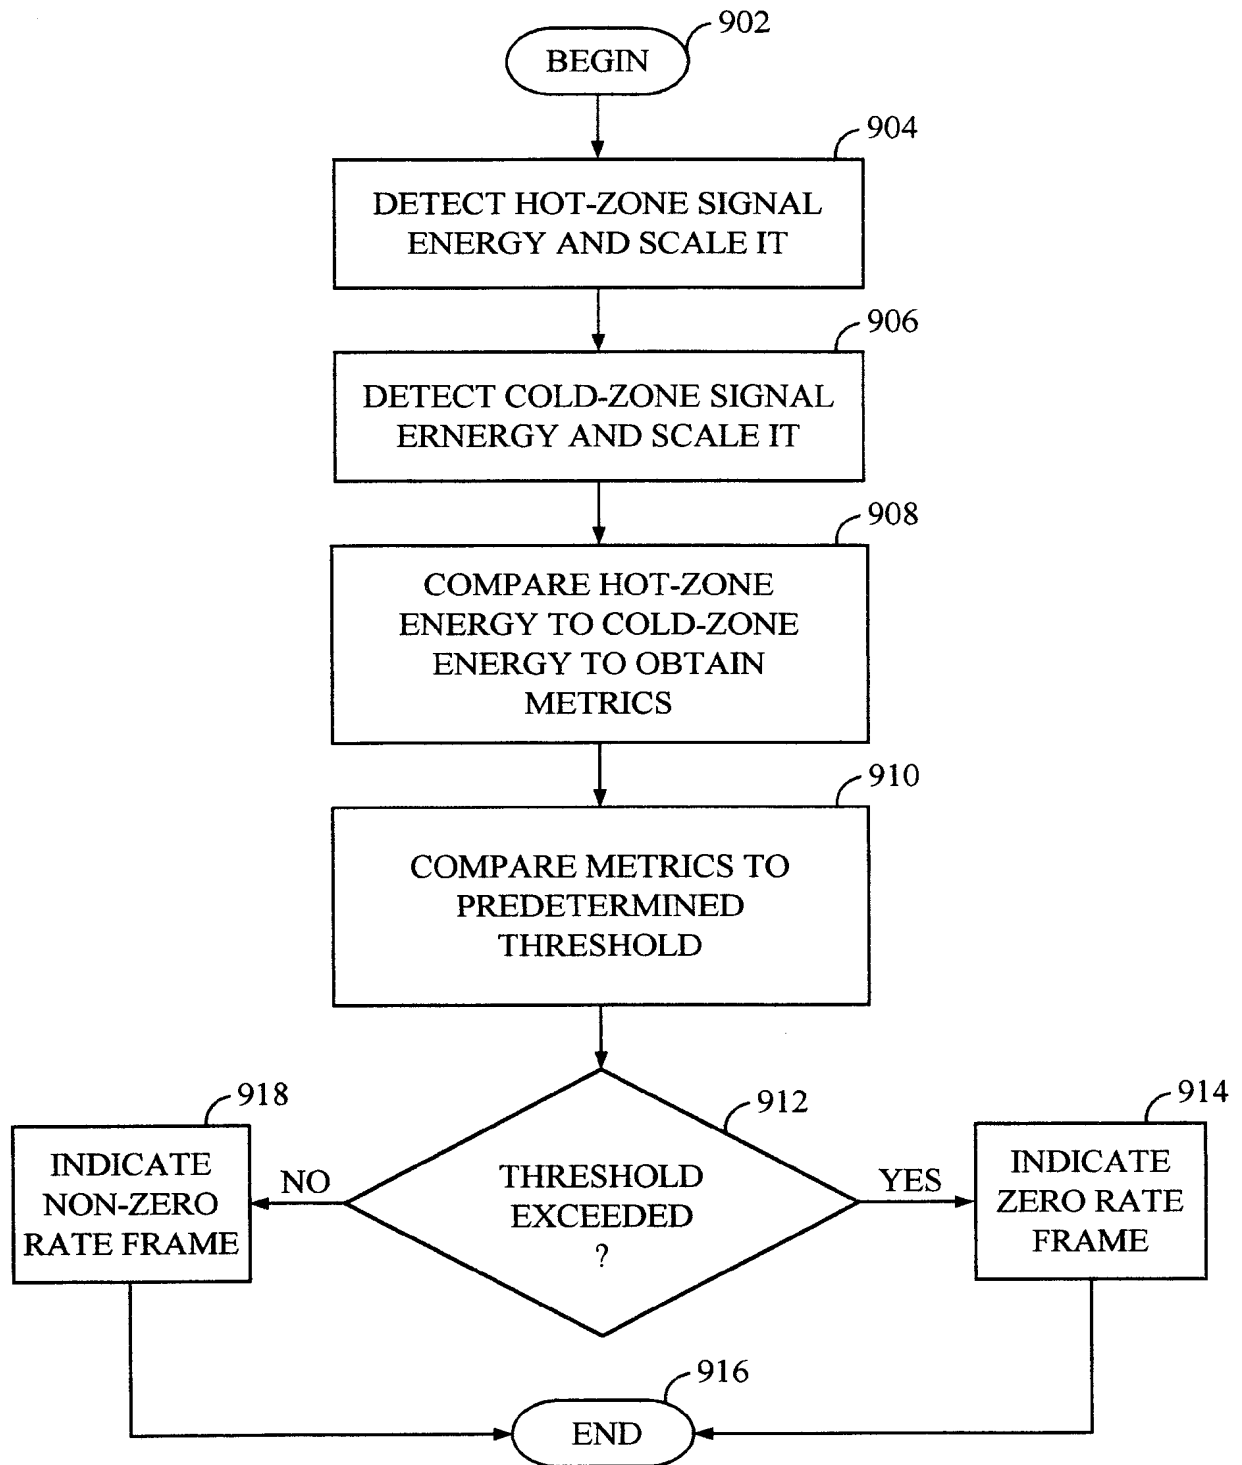 902
BEGIN
904
DETECT HOT-ZONE SIGNAL
ENERGY AND SCALE IT
906
DETECT COLD-ZONE SIGNAL
ERNERGY AND SCALE IT
908
COMPARE HOT-ZONE
ENERGY TO COLD-ZONE
ENERGY TO OBTAIN
METRICS
910
COMPARE METRICS TO
PREDETERMINED
THRESHOLD
918
INDICATE
NON-ZERO
RATE FRAME
NO
912
THRESHOLD
EXCEEDED
?
YES
914
INDICATE
ZERO RATE
FRAME
916
END